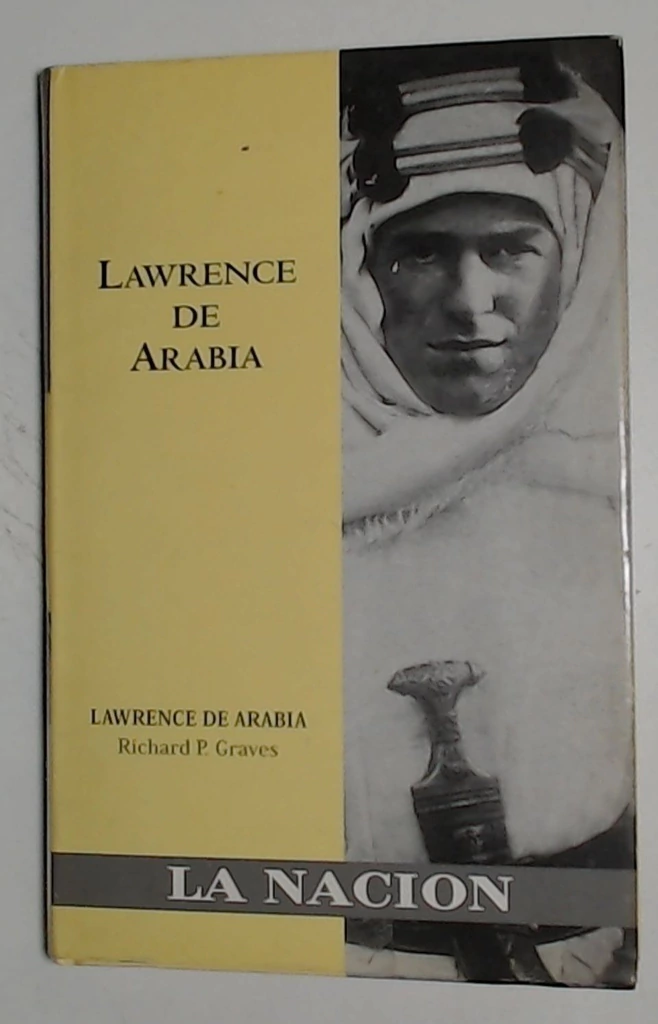 LAWRENCE
DE
ARABIA
LAWRENCE DE ARABIA
Richard P. Graves
LA NACION